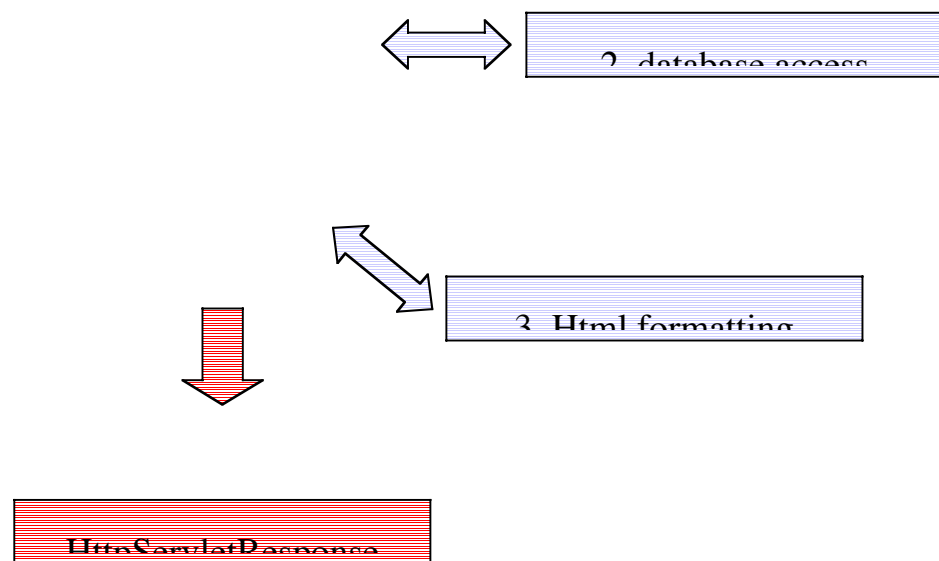 2. database access
3. Html formatting
HttpServletResponse